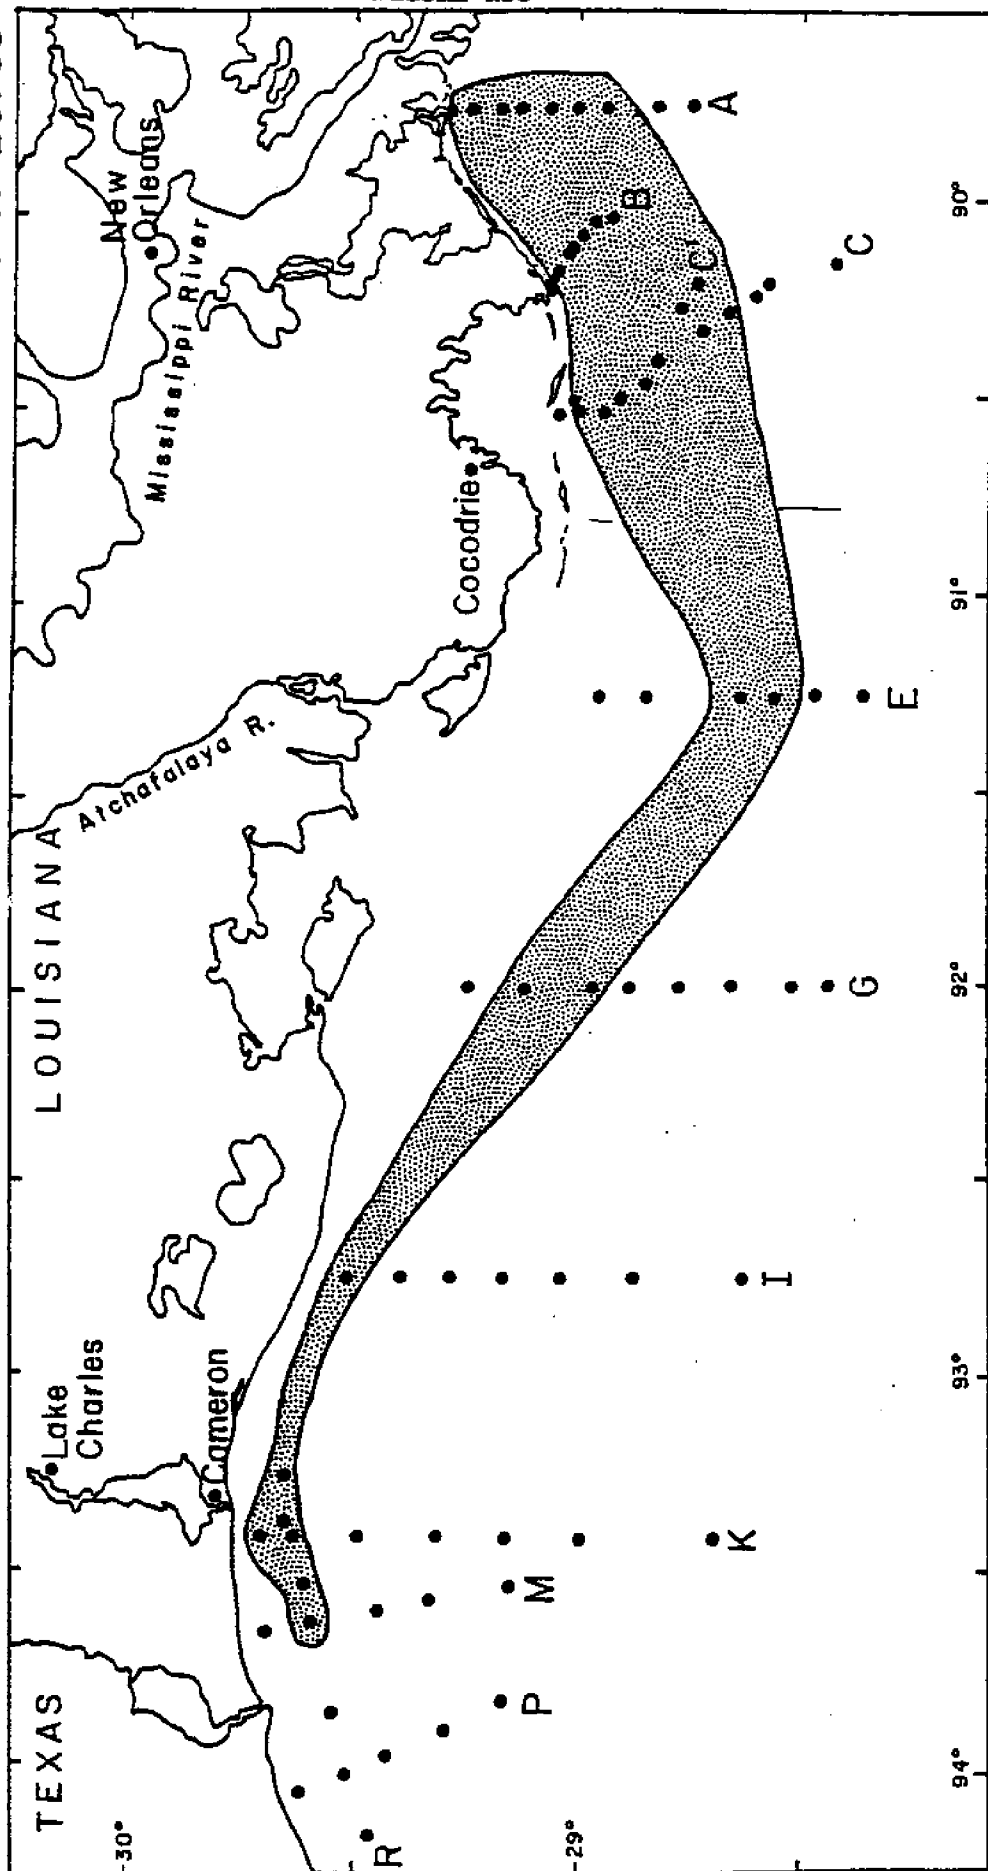 TEXAS
LOUISIANA
Lake
Charles
Cameron
Atchafalaya R.
Mississippi River
New
Orleans
Cocodrie
A
B
C'
C
E
G
I
K
M
P
R
30°
29°
94°
93°
92°
91°
90°